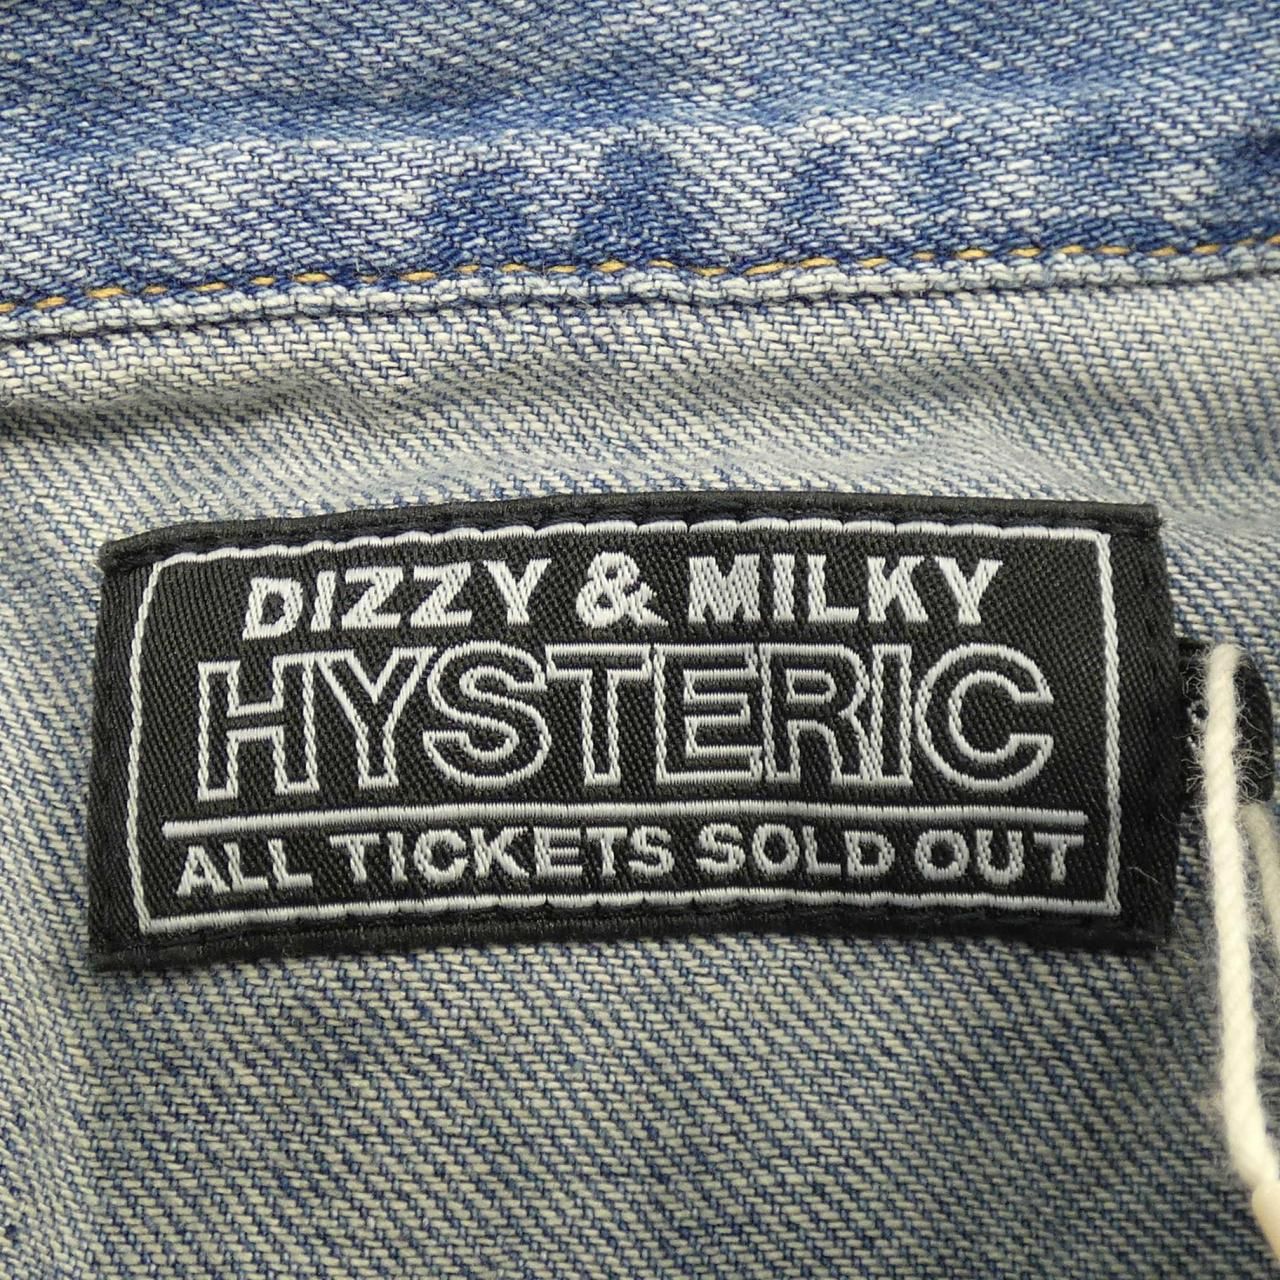 DIZZY & MILKY
HYSTERIC
ALL TICKETS SOLD OUT